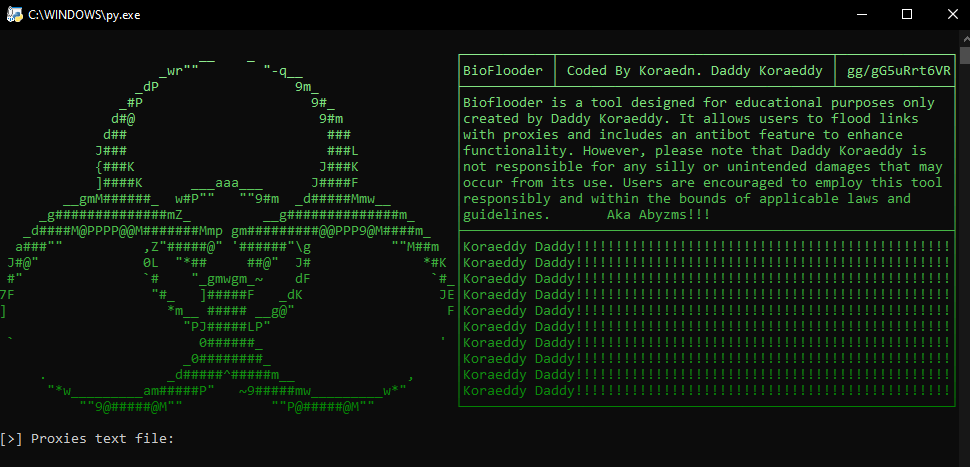 C:\WINDOWS\py.exe
BioFlooder
Coded By Koraedn. Daddy Koraeddy
gg/gG5uRrt6VR
Bioflooder is a tool designed for educational purposes only
created by Daddy Koraeddy. It allows users to flood links
with proxies and includes an antibot feature to enhance
functionality. However, please note that Daddy Koraeddy is
not responsible for any silly or unintended damages that may
occur from its use. Users are encouraged to employ this tool
responsibly and within the bounds of applicable laws and
guidelines.       Aka Abyzms!!!
Koraeddy Daddy!!!!!!!!!!!!!!!!!!!!!!!!!!!!!!!!!!!!!!!!!!!!!!!
Koraeddy Daddy!!!!!!!!!!!!!!!!!!!!!!!!!!!!!!!!!!!!!!!!!!!!!!!
Koraeddy Daddy!!!!!!!!!!!!!!!!!!!!!!!!!!!!!!!!!!!!!!!!!!!!!!!
Koraeddy Daddy!!!!!!!!!!!!!!!!!!!!!!!!!!!!!!!!!!!!!!!!!!!!!!!
Koraeddy Daddy!!!!!!!!!!!!!!!!!!!!!!!!!!!!!!!!!!!!!!!!!!!!!!!
Koraeddy Daddy!!!!!!!!!!!!!!!!!!!!!!!!!!!!!!!!!!!!!!!!!!!!!!!
Koraeddy Daddy!!!!!!!!!!!!!!!!!!!!!!!!!!!!!!!!!!!!!!!!!!!!!!!
Koraeddy Daddy!!!!!!!!!!!!!!!!!!!!!!!!!!!!!!!!!!!!!!!!!!!!!!!
Koraeddy Daddy!!!!!!!!!!!!!!!!!!!!!!!!!!!!!!!!!!!!!!!!!!!!!!!
Koraeddy Daddy!!!!!!!!!!!!!!!!!!!!!!!!!!!!!!!!!!!!!!!!!!!!!!!
[>] Proxies text file: